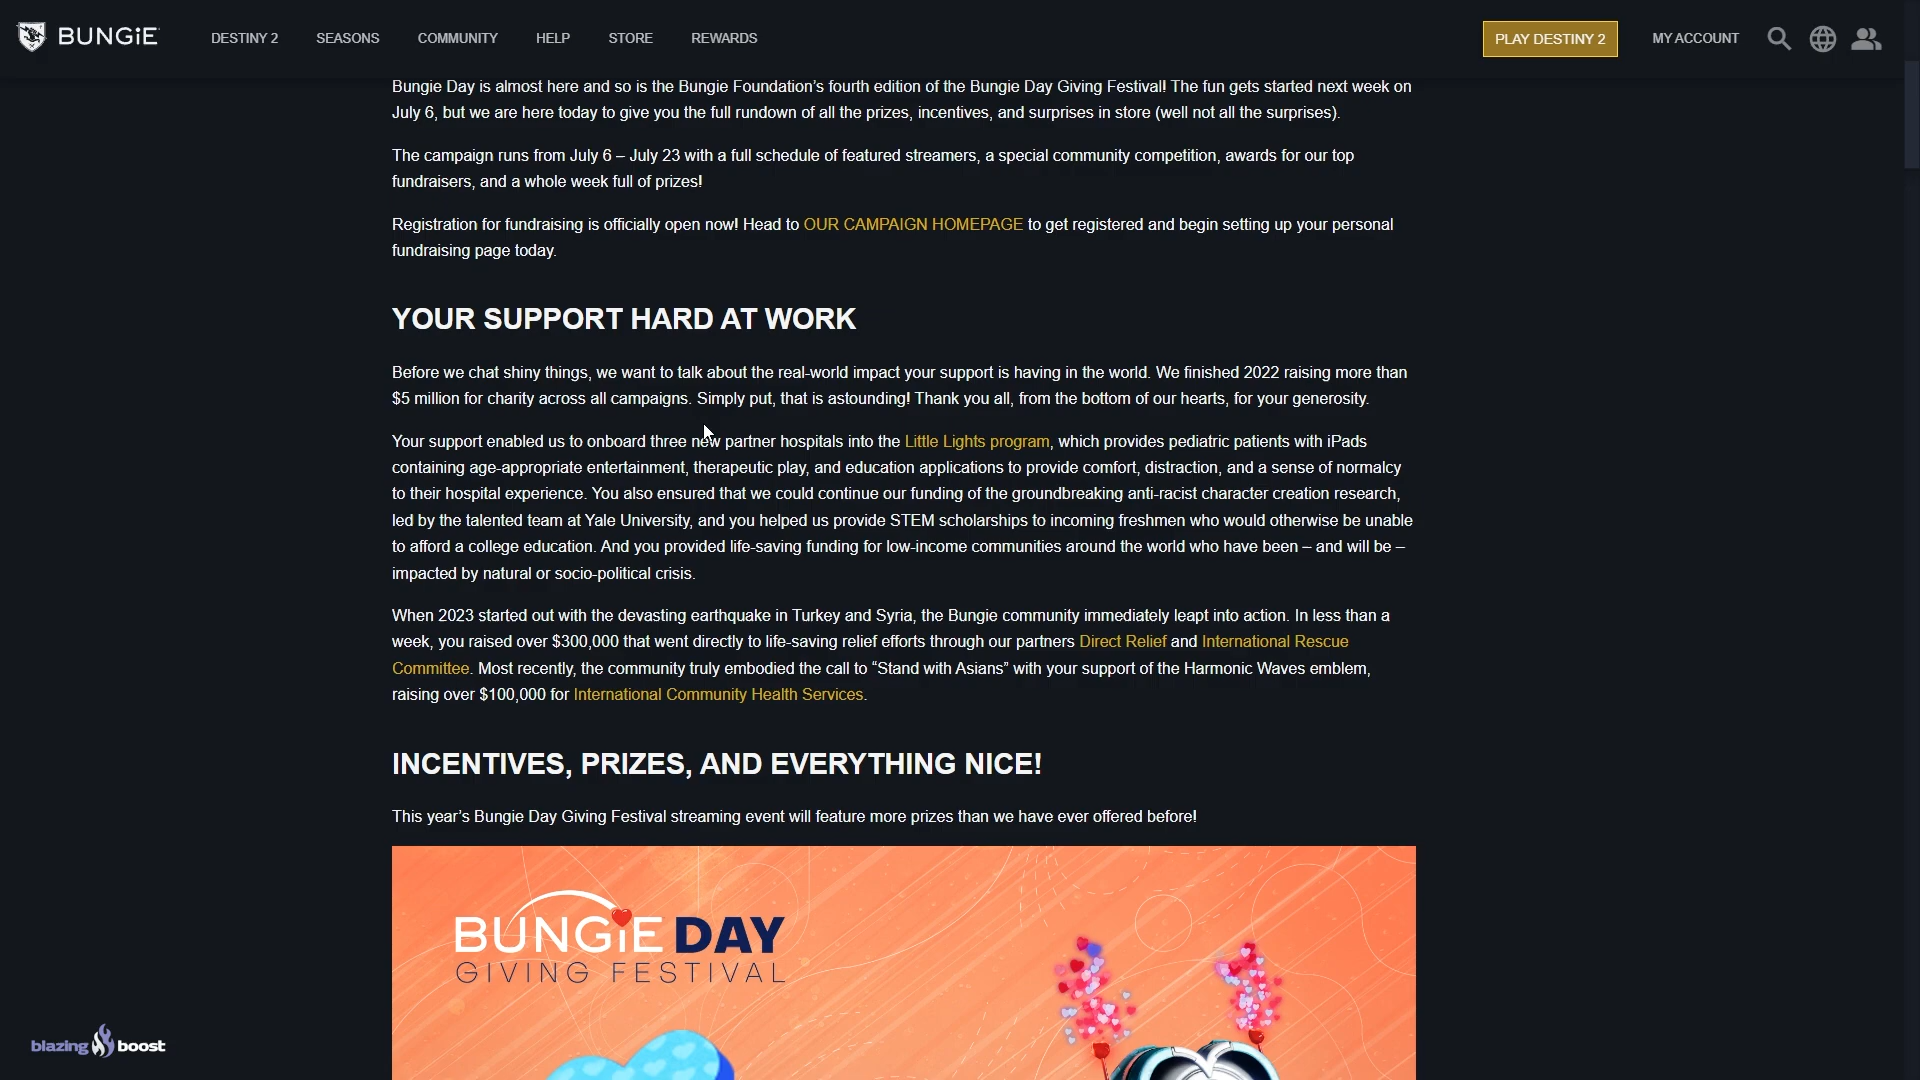 BUNGiE
DESTINY 2
SEASONS
COMMUNITY
HELP
STORE
REWARDS
PLAY DESTINY 2
MY ACCOUNT
Bungie Day is almost here and so is the Bungie Foundation’s fourth edition of the Bungie Day Giving Festival! The fun gets started next week on
July 6, but we are here today to give you the full rundown of all the prizes, incentives, and surprises in store (well not all the surprises).
The campaign runs from July 6 – July 23 with a full schedule of featured streamers, a special community competition, awards for our top
fundraisers, and a whole week full of prizes!
Registration for fundraising is officially open now! Head to OUR CAMPAIGN HOMEPAGE to get registered and begin setting up your personal
fundraising page today.
YOUR SUPPORT HARD AT WORK
Before we chat shiny things, we want to talk about the real-world impact your support is having in the world. We finished 2022 raising more than
$5 million for charity across all campaigns. Simply put, that is astounding! Thank you all, from the bottom of our hearts, for your generosity.
Your support enabled us to onboard three new partner hospitals into the Little Lights program, which provides pediatric patients with iPads
containing age-appropriate entertainment, therapeutic play, and education applications to provide comfort, distraction, and a sense of normalcy
to their hospital experience. You also ensured that we could continue our funding of the groundbreaking anti-racist character creation research,
led by the talented team at Yale University, and you helped us provide STEM scholarships to incoming freshmen who would otherwise be unable
to afford a college education. And you provided life-saving funding for low-income communities around the world who have been – and will be –
impacted by natural or socio-political crisis.
When 2023 started out with the devasting earthquake in Turkey and Syria, the Bungie community immediately leapt into action. In less than a
week, you raised over $300,000 that went directly to life-saving relief efforts through our partners Direct Relief and International Rescue
Committee. Most recently, the community truly embodied the call to “Stand with Asians” with your support of the Harmonic Waves emblem,
raising over $100,000 for International Community Health Services.
INCENTIVES, PRIZES, AND EVERYTHING NICE!
This year’s Bungie Day Giving Festival streaming event will feature more prizes than we have ever offered before!
BUNGiE DAY
GIVING FESTIVAL
blazing boost